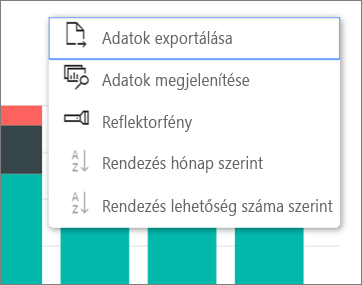 Adatok exportálása
Adatok megjelenítése
Reflektorfény
A
Z
Rendezés hónap szerint
A
Z
Rendezés lehetőség száma szerint